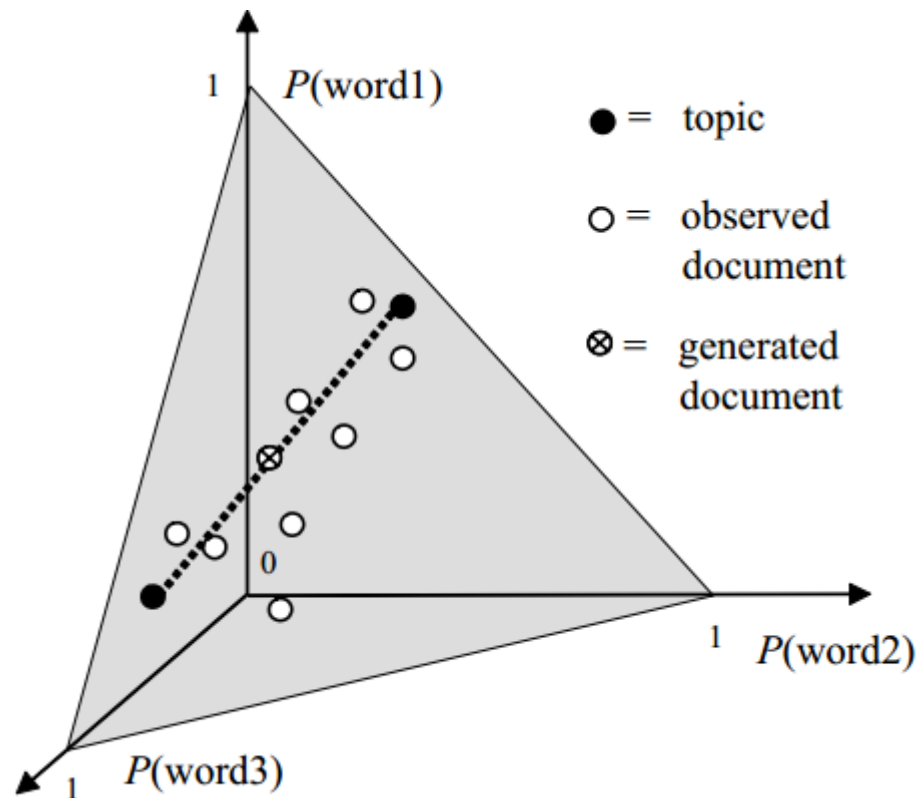 1
P(word1)
= topic
= observed
document
= generated
document
0
1
P(word2)
P(word3)
1